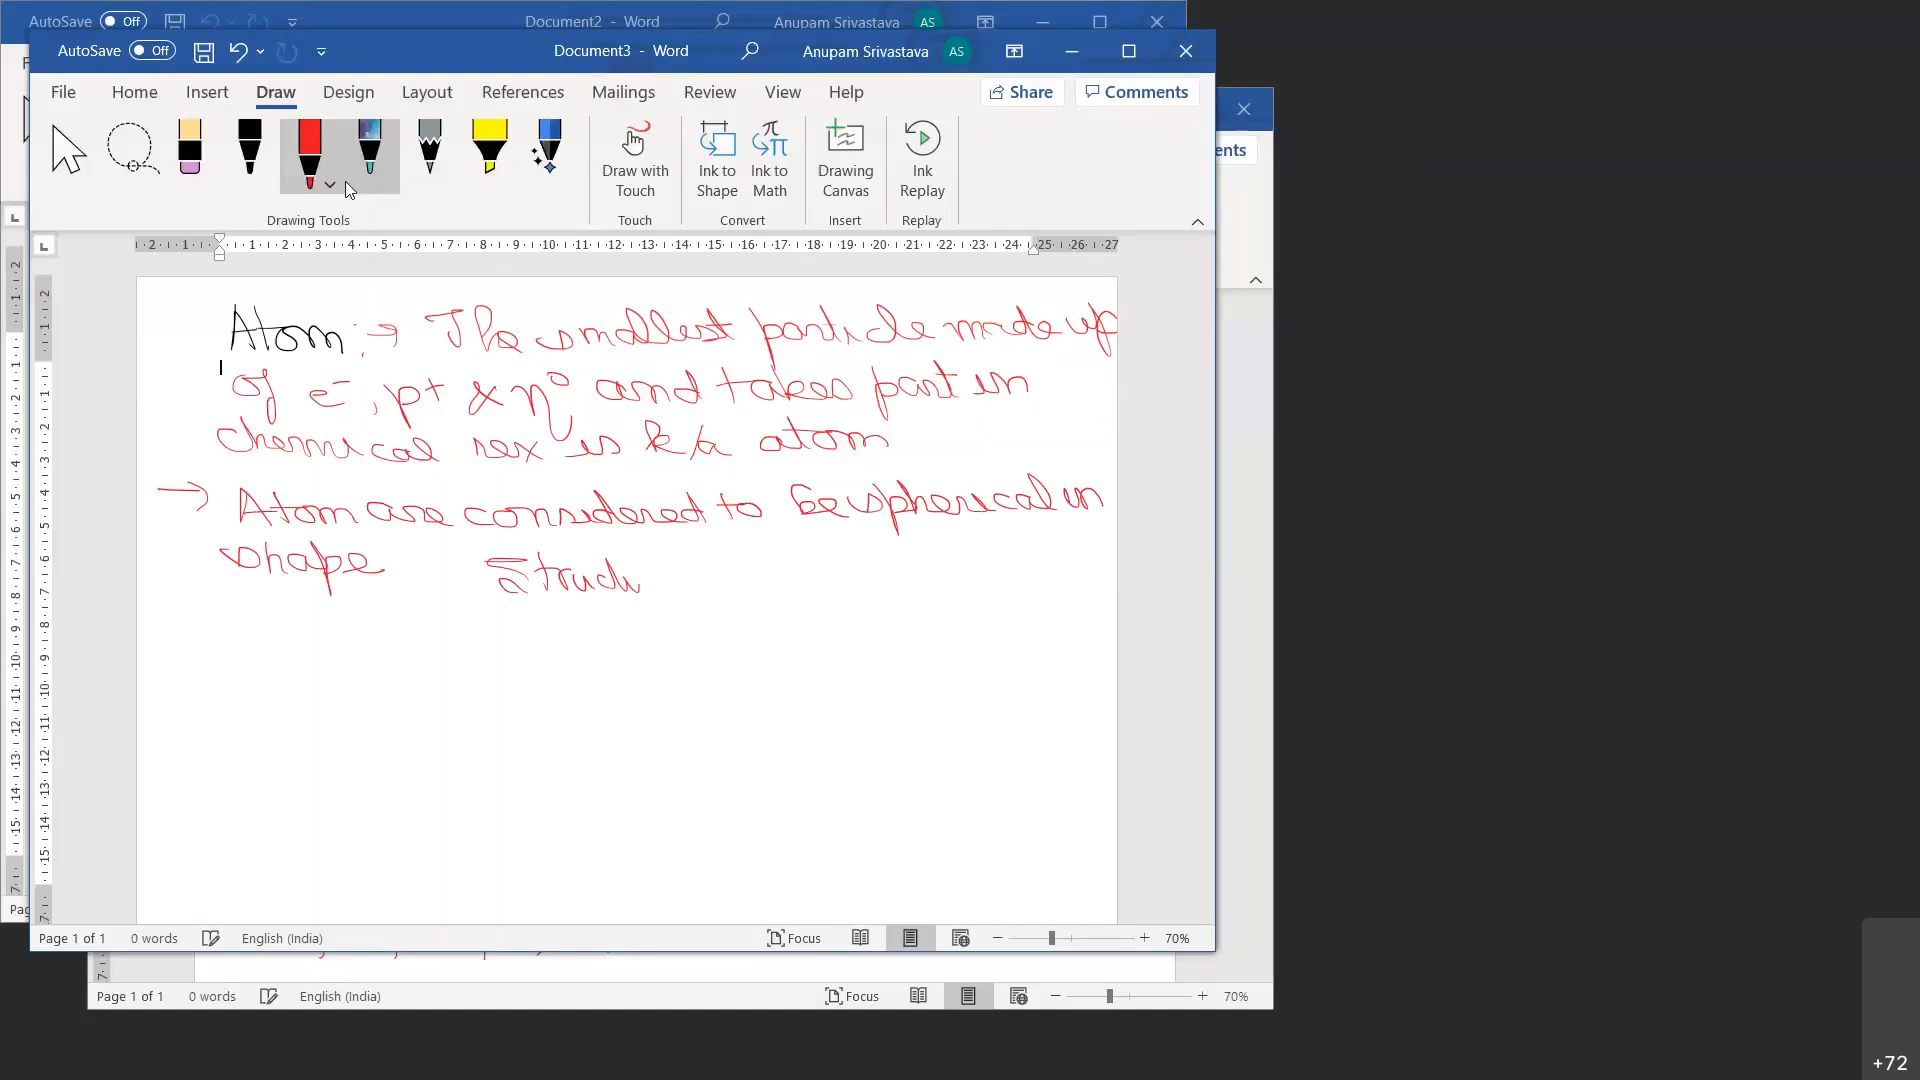 AutoSave Off Document2 - Word Anupam Srivastava AS
AutoSave Off Document3 - Word Anupam Srivastava AS
File Home Insert Draw Design Layout References Mailings Review View Help Share Comments
ents
Draw with Touch
Ink to Shape
Ink to Math
Drawing Canvas
Ink Replay
Drawing Tools Touch Convert Insert Replay
Atom :→ The smallest particle made up
of e⁻, p+ & n⁰ and takes part in
chemical rex is k/a atom
→ Atom are considered to be spherical in
shape Structu
Page 1 of 1 0 words English (India) Focus 70%
Page 1 of 1 0 words English (India) Focus 70%
+72